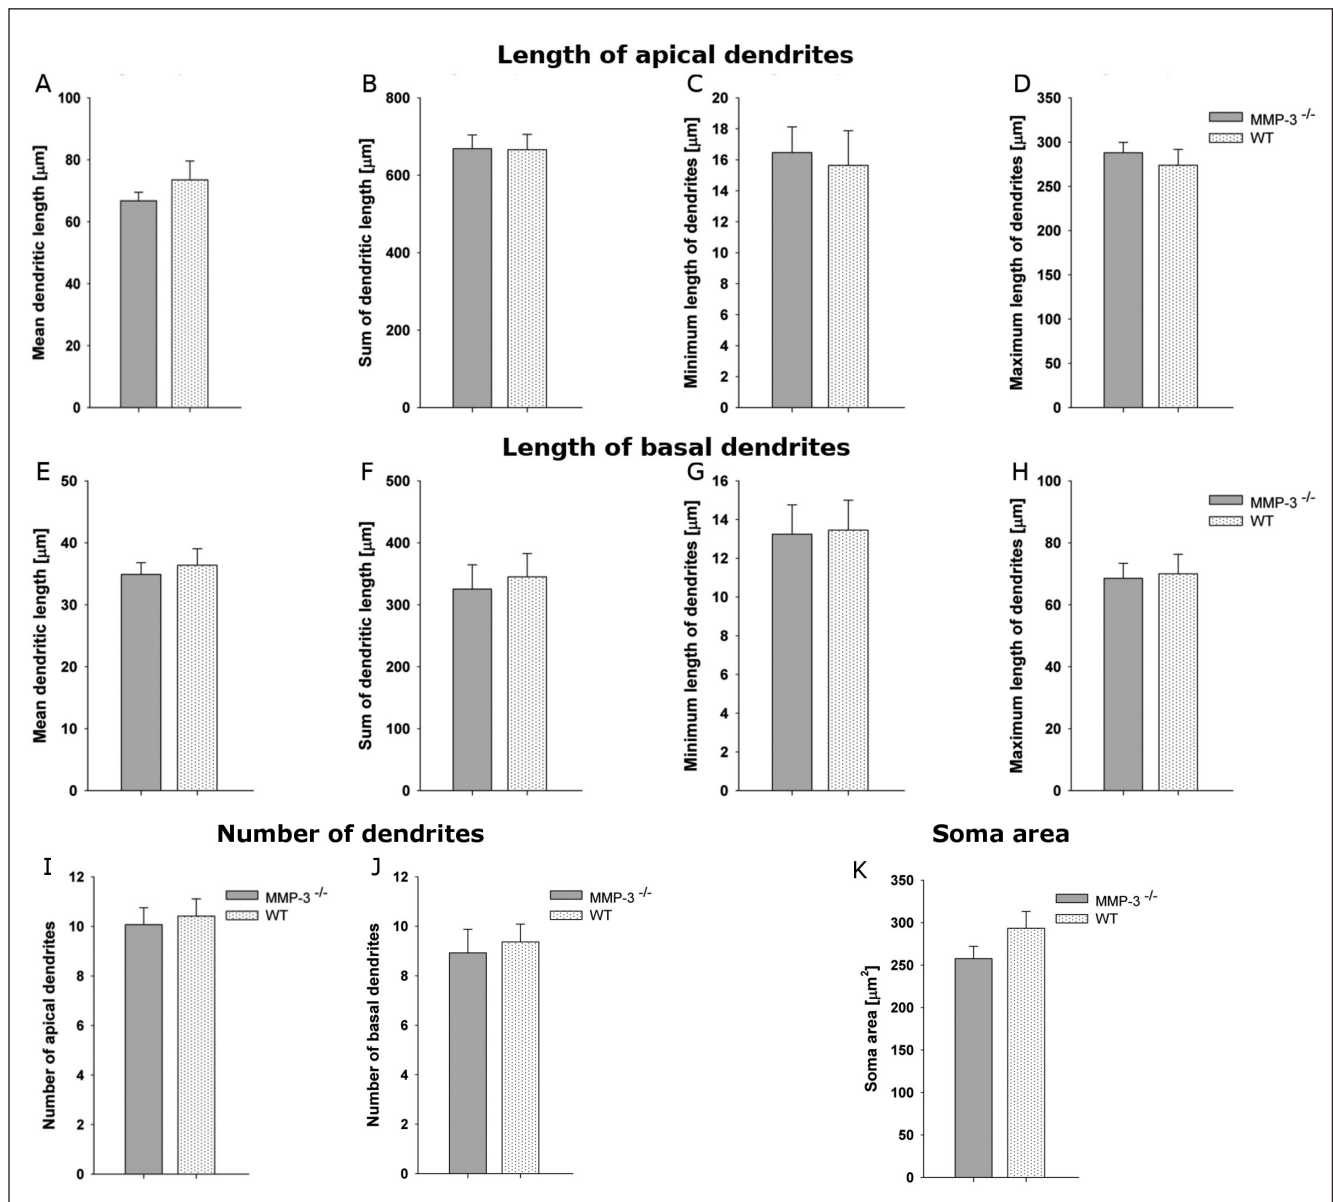 Length of apical dendrites
A
B
C
D
Mean dendritic length [μm]
100
80
60
40
20
0
Sum of dendritic length [μm]
800
600
400
200
0
Minimum length of dendrites [μm]
20
18
16
14
12
10
8
6
4
2
0
Maximum length of dendrites [μm]
350
300
250
200
150
100
50
0
MMP-3 -/-
WT
Length of basal dendrites
E
F
G
H
Mean dendritic length [μm]
50
40
30
20
10
0
Sum of dendritic length [μm]
500
400
300
200
100
0
Minimum length of dendrites [μm]
16
14
12
10
8
6
4
2
0
Maximum length of dendrites [μm]
100
80
60
40
20
0
MMP-3 -/-
WT
Number of dendrites
Soma area
I
J
K
Number of apical dendrites
12
10
8
6
4
2
0
MMP-3 -/-
WT
Number of basal dendrites
12
10
8
6
4
2
0
MMP-3 -/-
WT
Soma area [μm²]
350
300
250
200
150
100
50
0
MMP-3 -/-
WT